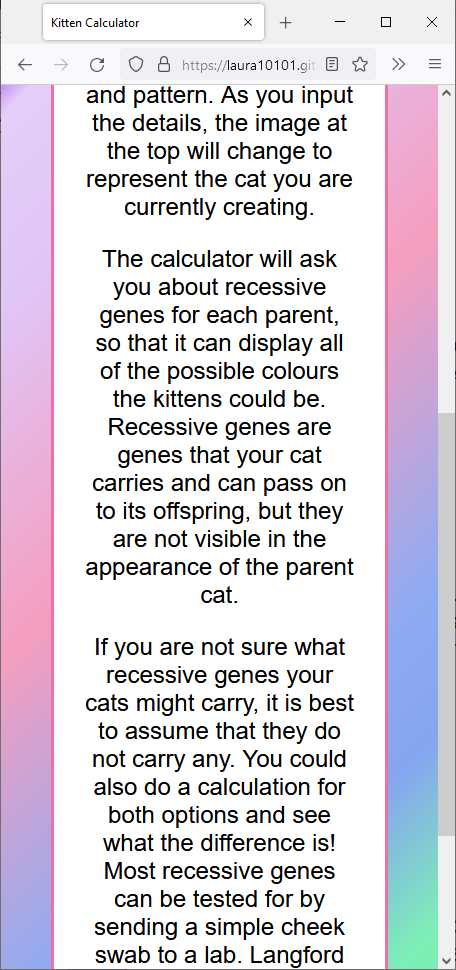 Kitten Calculator
https://laura10101.git
and pattern. As you input
the details, the image at
the top will change to
represent the cat you are
currently creating.
The calculator will ask
you about recessive
genes for each parent,
so that it can display all
of the possible colours
the kittens could be.
Recessive genes are
genes that your cat
carries and can pass on
to its offspring, but they
are not visible in the
appearance of the parent
cat.
If you are not sure what
recessive genes your
cats might carry, it is best
to assume that they do
not carry any. You could
also do a calculation for
both options and see
what the difference is!
Most recessive genes
can be tested for by
sending a simple cheek
swab to a lab. Langford